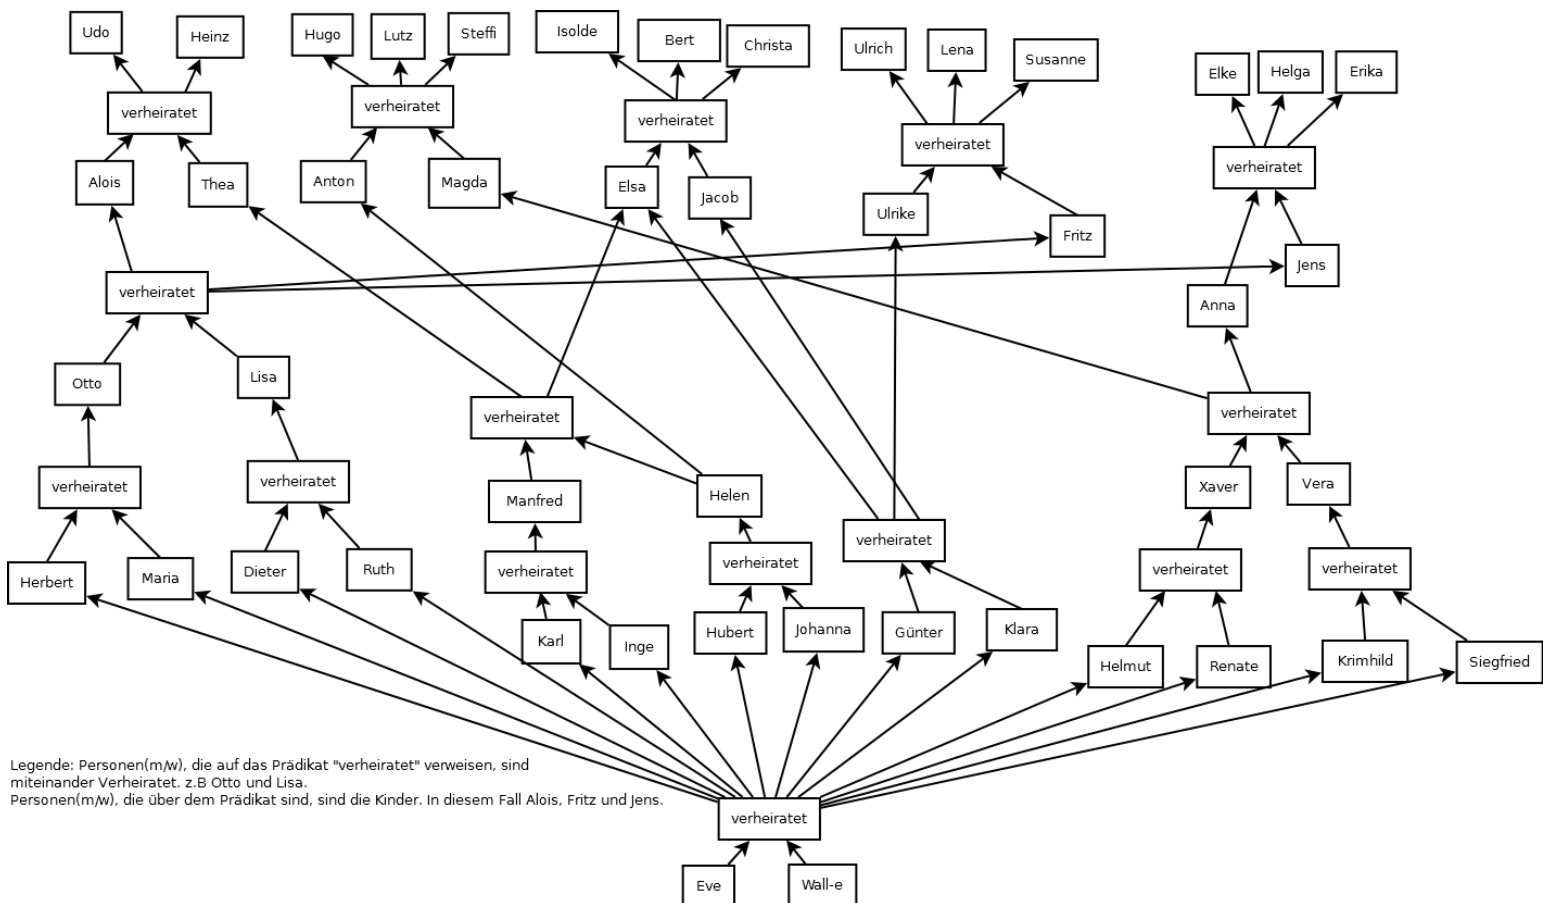 Udo
Heinz
Hugo
Lutz
Steffi
Isolde
Bert
Christa
Ulrich
Lena
Susanne
Elke
Helga
Erika
verheiratet
verheiratet
verheiratet
verheiratet
verheiratet
Alois
Thea
Anton
Magda
Elsa
Jacob
Ulrike
Fritz
Jens
verheiratet
Anna
Otto
Lisa
verheiratet
verheiratet
verheiratet
verheiratet
Manfred
Helen
Xaver
Vera
verheiratet
Herbert
Maria
Dieter
Ruth
verheiratet
verheiratet
verheiratet
verheiratet
Karl
Inge
Hubert
Johanna
Günter
Klara
Helmut
Renate
Krimhild
Siegfried
Legende: Personen(m/w), die auf das Prädikat "verheiratet" verweisen, sind
miteinander Verheiratet. z.B Otto und Lisa.
Personen(m/w), die über dem Prädikat sind, sind die Kinder. In diesem Fall Alois, Fritz und Jens.
verheiratet
Eve
Wall-e